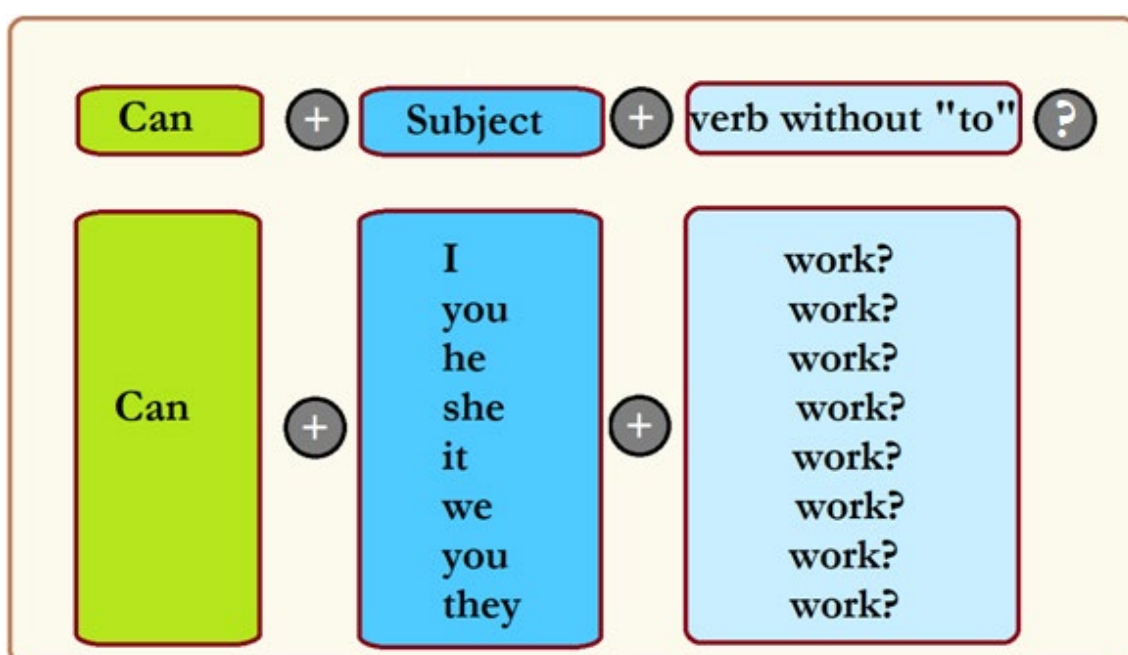 Can + Subject + verb without "to" ?
I work?
you work?
he work?
Can she work?
+ it + work?
we work?
you work?
they work?